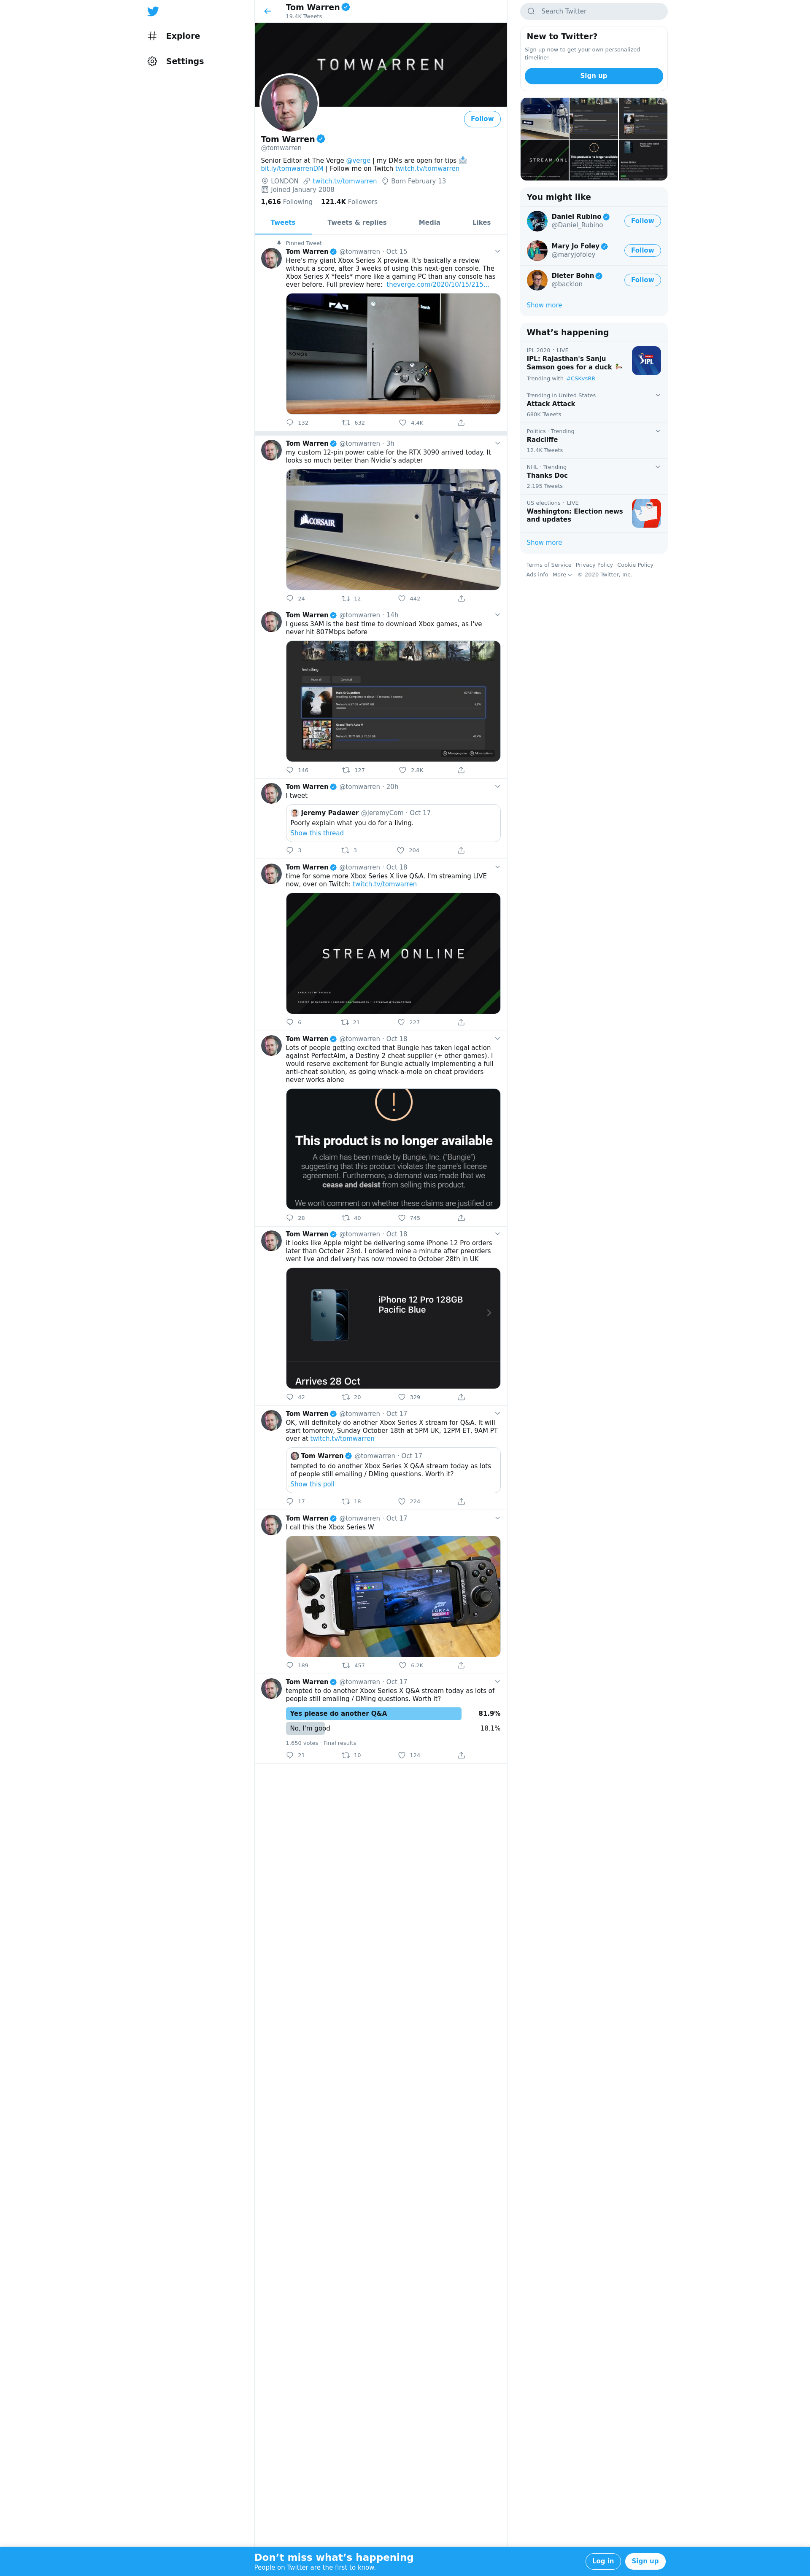 Explore
Settings
Tom Warren
19.4K Tweets
TOMWARREN
Follow
Tom Warren
@tomwarren
Senior Editor at The Verge @verge | my DMs are open for tips 📩
bit.ly/tomwarrenDM | Follow me on Twitch twitch.tv/tomwarren
LONDON twitch.tv/tomwarren Born February 13
Joined January 2008
1,616 Following 121.4K Followers
Tweets Tweets & replies Media Likes
Pinned Tweet
Tom Warren @tomwarren · Oct 15
Here's my giant Xbox Series X preview. It's basically a review
without a score, after 3 weeks of using this next-gen console. The
Xbox Series X *feels* more like a gaming PC than any console has
ever before. Full preview here: theverge.com/2020/10/15/215…
SONOS
132 632 4.4K
Tom Warren @tomwarren · 3h
my custom 12-pin power cable for the RTX 3090 arrived today. It
looks so much better than Nvidia's adapter
CORSAIR
24 12 442
Tom Warren @tomwarren · 14h
I guess 3AM is the best time to download Xbox games, as I've
never hit 807Mbps before
Installing
146 127 2.8K
Tom Warren @tomwarren · 20h
I tweet
Jeremy Padawer @JeremyCom · Oct 17
Poorly explain what you do for a living.
Show this thread
3 3 204
Tom Warren @tomwarren · Oct 18
time for some more Xbox Series X live Q&A. I'm streaming LIVE
now, over on Twitch: twitch.tv/tomwarren
STREAM ONLINE
6 21 227
Tom Warren @tomwarren · Oct 18
Lots of people getting excited that Bungie has taken legal action
against PerfectAim, a Destiny 2 cheat supplier (+ other games). I
would reserve excitement for Bungie actually implementing a full
anti-cheat solution, as going whack-a-mole on cheat providers
never works alone
This product is no longer available
A claim has been made by Bungie, Inc. ("Bungie")
suggesting that this product violates the game's license
agreement. Furthermore, a demand was made that we
cease and desist from selling this product.
We won't comment on whether these claims are justified or
28 40 745
Tom Warren @tomwarren · Oct 18
it looks like Apple might be delivering some iPhone 12 Pro orders
later than October 23rd. I ordered mine a minute after preorders
went live and delivery has now moved to October 28th in UK
iPhone 12 Pro 128GB
Pacific Blue
Arrives 28 Oct
42 20 329
Tom Warren @tomwarren · Oct 17
OK, will definitely do another Xbox Series X stream for Q&A. It will
start tomorrow, Sunday October 18th at 5PM UK, 12PM ET, 9AM PT
over at twitch.tv/tomwarren
Tom Warren @tomwarren · Oct 17
tempted to do another Xbox Series X Q&A stream today as lots
of people still emailing / DMing questions. Worth it?
Show this poll
17 18 224
Tom Warren @tomwarren · Oct 17
I call this the Xbox Series W
189 457 6.2K
Tom Warren @tomwarren · Oct 17
tempted to do another Xbox Series X Q&A stream today as lots of
people still emailing / DMing questions. Worth it?
Yes please do another Q&A 81.9%
No, I'm good 18.1%
1,650 votes · Final results
21 10 124
Search Twitter
New to Twitter?
Sign up now to get your own personalized
timeline!
Sign up
You might like
Daniel Rubino
@Daniel_Rubino
Follow
Mary Jo Foley
@maryjofoley
Follow
Dieter Bohn
@backlon
Follow
Show more
What's happening
IPL 2020 · LIVE
IPL: Rajasthan's Sanju
Samson goes for a duck
Trending with #CSKvsRR
IPL
Trending in United States
Attack Attack
680K Tweets
Politics · Trending
Radcliffe
12.4K Tweets
NHL · Trending
Thanks Doc
2,195 Tweets
US elections · LIVE
Washington: Election news
and updates
Show more
Terms of Service Privacy Policy Cookie Policy
Ads info More © 2020 Twitter, Inc.
Don't miss what's happening
People on Twitter are the first to know.
Log in
Sign up